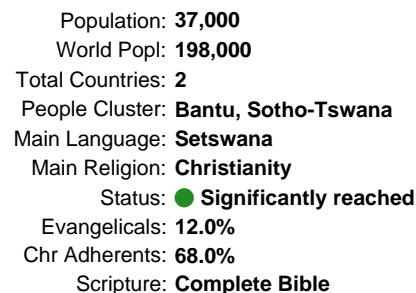 Population: 37,000
World Popl: 198,000
Total Countries: 2
People Cluster: Bantu, Sotho-Tswana
Main Language: Setswana
Main Religion: Christianity
Status: Significantly reached
Evangelicals: 12.0%
Chr Adherents: 68.0%
Scripture: Complete Bible